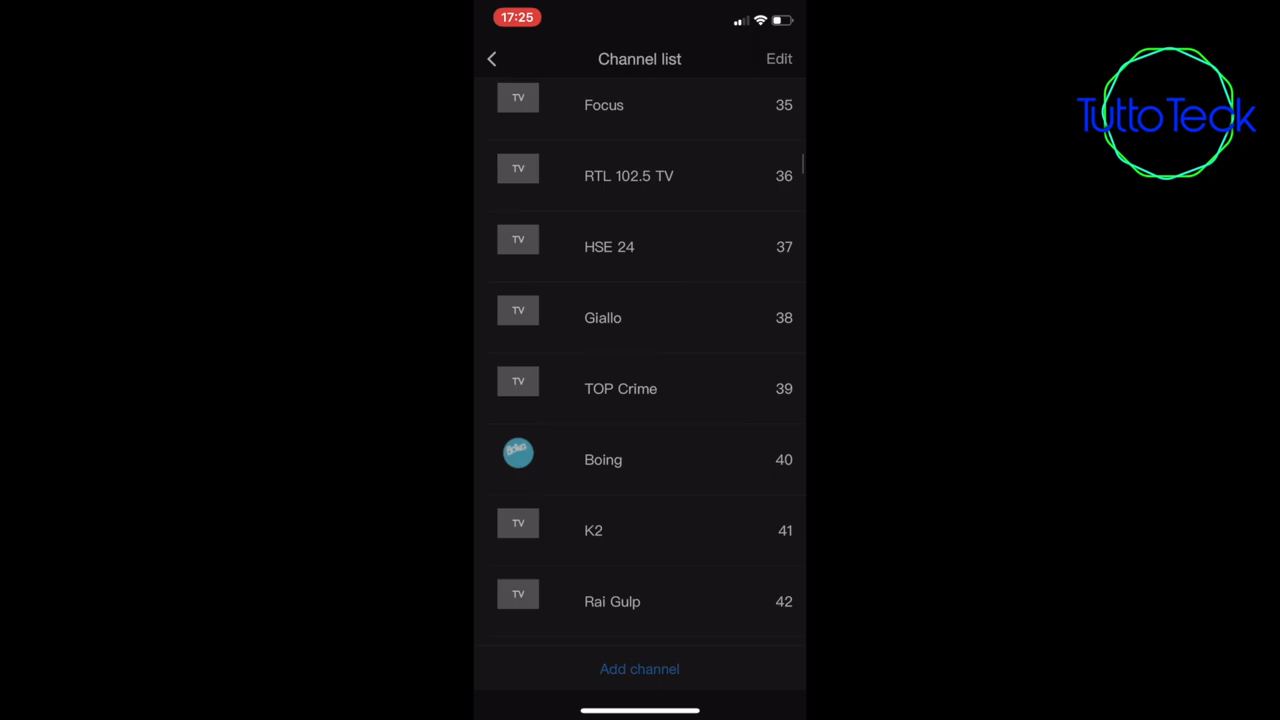 17:25
Channel list
Edit
TV
Focus
35
TV
RTL 102.5 TV
36
TV
HSE 24
37
TV
Giallo
38
TV
TOP Crime
39
Boing
Boing
40
TV
K2
41
TV
Rai Gulp
42
Add channel
TuttoTeck